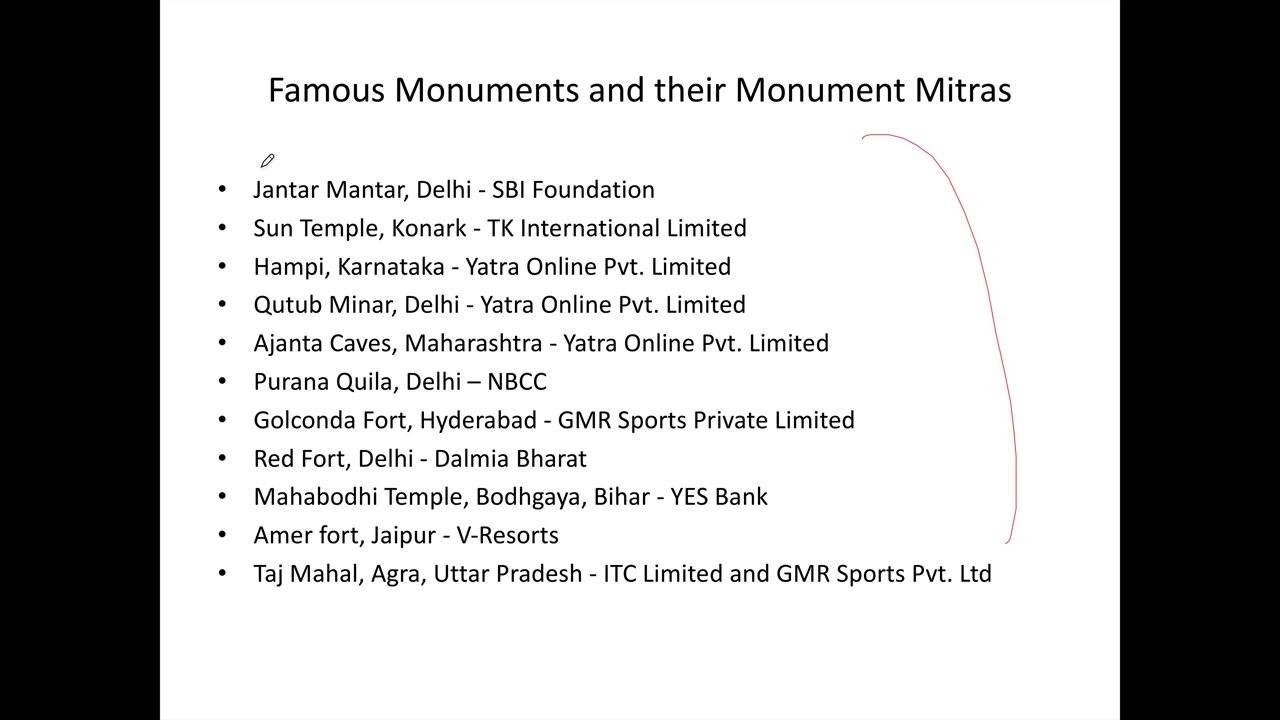 Famous Monuments and their Monument Mitras
• Jantar Mantar, Delhi - SBI Foundation
• Sun Temple, Konark - TK International Limited
• Hampi, Karnataka - Yatra Online Pvt. Limited
• Qutub Minar, Delhi - Yatra Online Pvt. Limited
• Ajanta Caves, Maharashtra - Yatra Online Pvt. Limited
• Purana Quila, Delhi – NBCC
• Golconda Fort, Hyderabad - GMR Sports Private Limited
• Red Fort, Delhi - Dalmia Bharat
• Mahabodhi Temple, Bodhgaya, Bihar - YES Bank
• Amer fort, Jaipur - V-Resorts
• Taj Mahal, Agra, Uttar Pradesh - ITC Limited and GMR Sports Pvt. Ltd